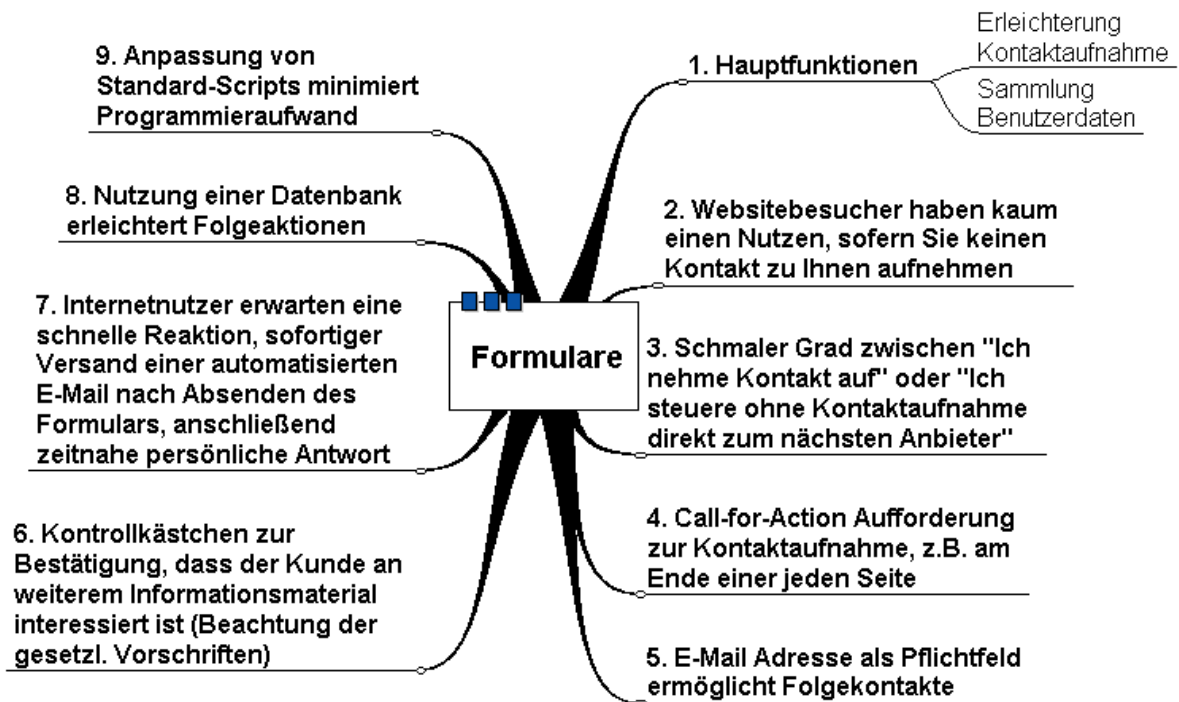 Formulare
1. Hauptfunktionen
Erleichterung
Kontaktaufnahme
Sammlung
Benutzerdaten
2. Websitebesucher haben kaum
einen Nutzen, sofern Sie keinen
Kontakt zu Ihnen aufnehmen
3. Schmaler Grad zwischen "Ich
nehme Kontakt auf" oder "Ich
steuere ohne Kontaktaufnahme
direkt zum nächsten Anbieter"
4. Call-for-Action Aufforderung
zur Kontaktaufnahme, z.B. am
Ende einer jeden Seite
5. E-Mail Adresse als Pflichtfeld
ermöglicht Folgekontakte
6. Kontrollkästchen zur
Bestätigung, dass der Kunde an
weiterem Informationsmaterial
interessiert ist (Beachtung der
gesetzl. Vorschriften)
7. Internetnutzer erwarten eine
schnelle Reaktion, sofortiger
Versand einer automatisierten
E-Mail nach Absenden des
Formulars, anschließend
zeitnahe persönliche Antwort
8. Nutzung einer Datenbank
erleichtert Folgeaktionen
9. Anpassung von
Standard-Scripts minimiert
Programmieraufwand